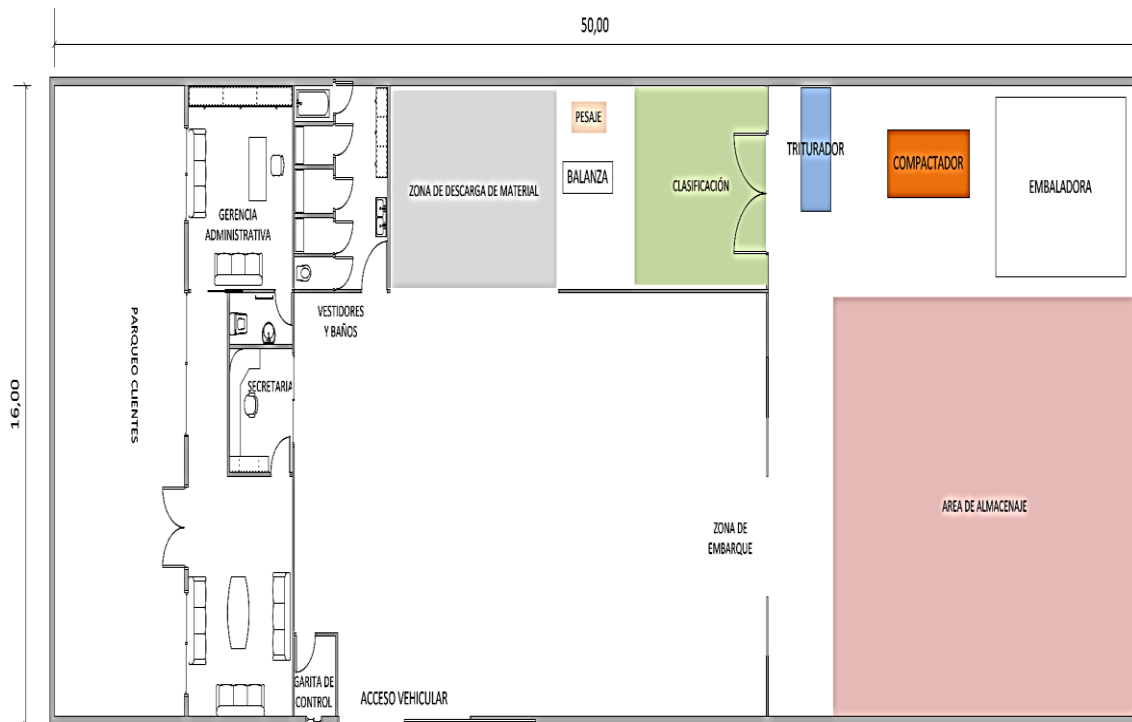 50,00
16,00
PESAJE
BALANZA
ZONA DE DESCARGA DE MATERIAL
CLASIFICACIÓN
TRITURADOR
COMPACTADOR
EMBALADORA
GERENCIA
ADMINISTRATIVA
VESTIDORES
Y BAÑOS
PARQUEO CLIENTES
SECRETARIA
AREA DE ALMACENAJE
ZONA DE
EMBARQUE
GARITA DE
CONTROL
ACCESO VEHICULAR